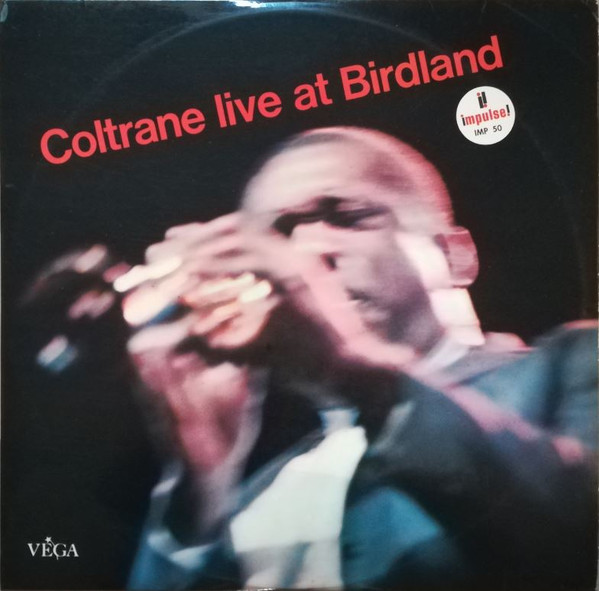 Coltrane live at Birdland
i!
impulse!
IMP 50
VEGA